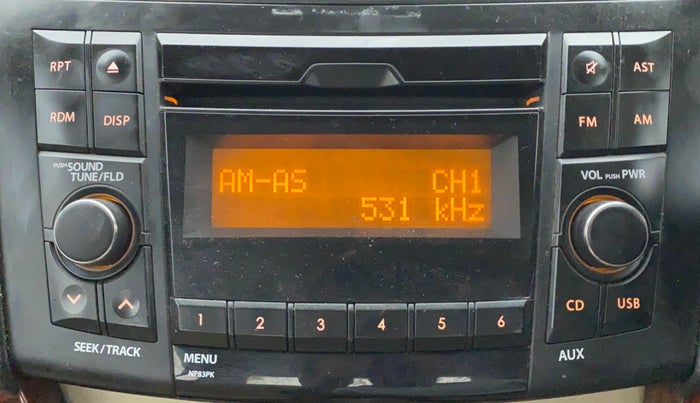 RPT
AST
RDM
DISP
FM
AM
PUSH SOUND
TUNE/FLD
VOL PUSH PWR
AM-AS CH1
531 kHz
CD
USB
1 2 3 4 5 6
SEEK/TRACK
MENU
AUX
NP83PK